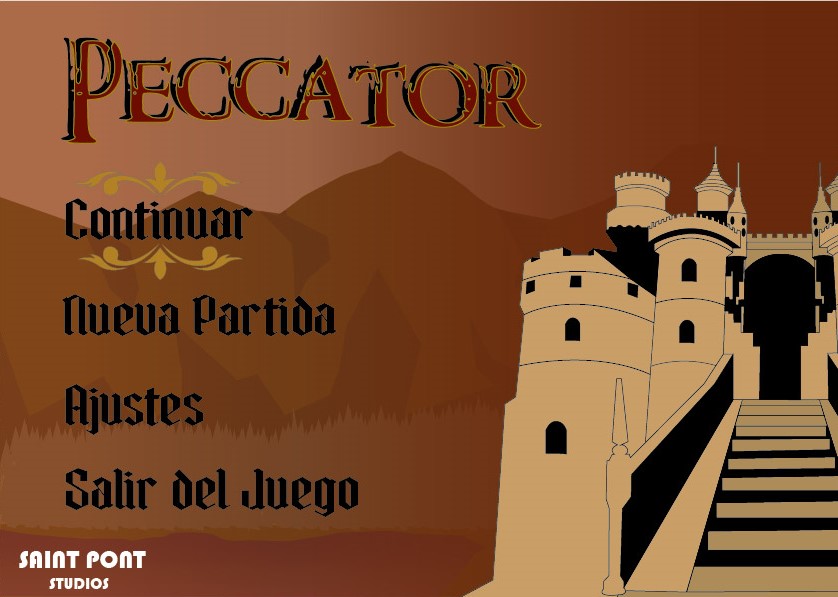 PECCATOR
Continuar
Nueva Partida
Ajustes
Salir del Juego
SAINT PONT
STUDIOS